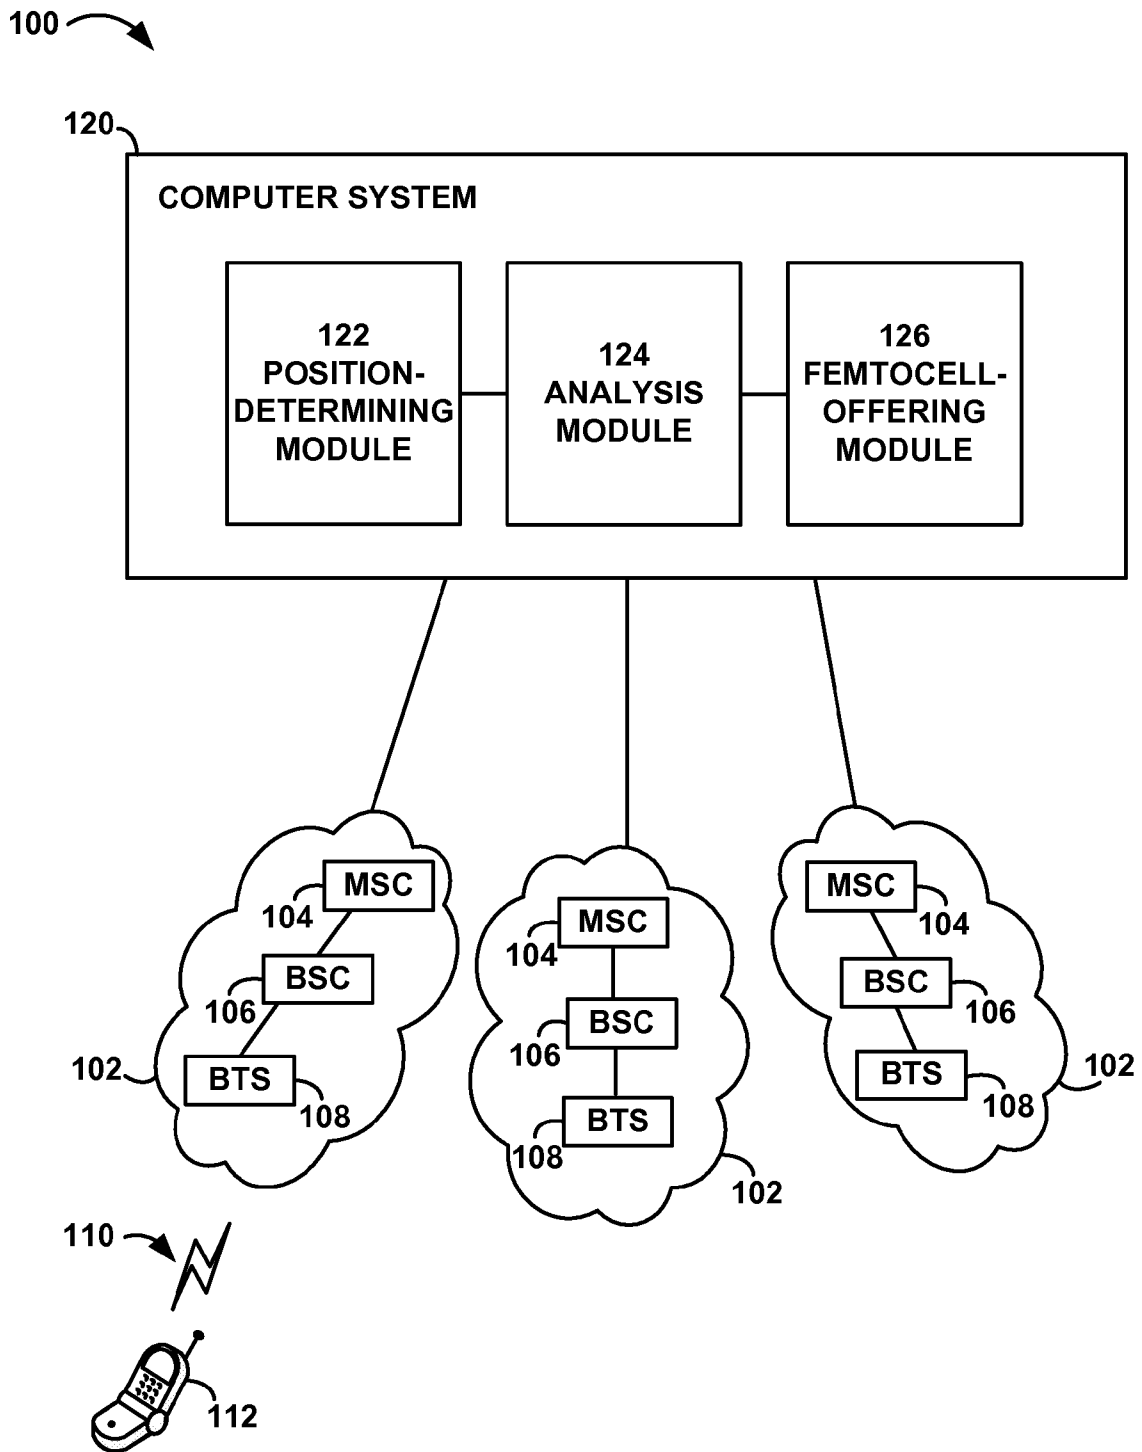 100
120
COMPUTER SYSTEM
122
POSITION-
DETERMINING
MODULE
124
ANALYSIS
MODULE
126
FEMTOCELL-
OFFERING
MODULE
MSC
104
BSC
106
BTS
102
108
MSC
104
BSC
106
BTS
108
102
MSC
104
BSC
106
BTS
102
108
110
112